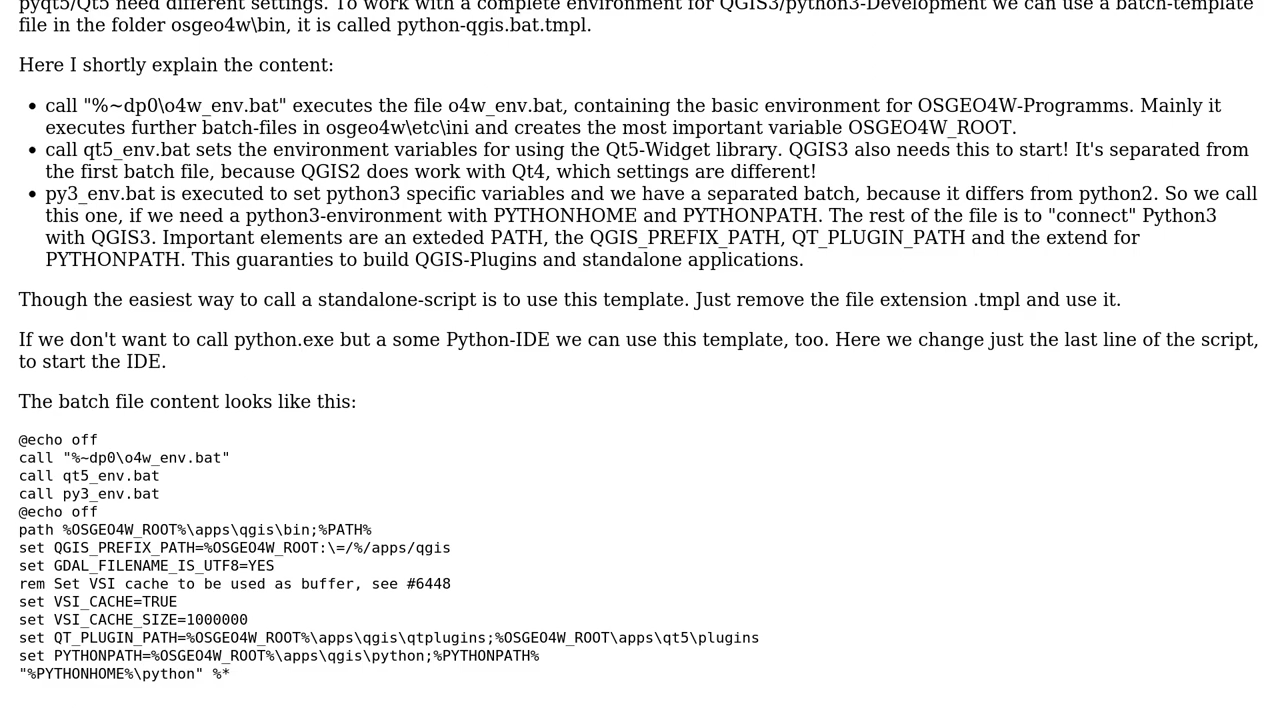 pyqt5/Qt5 need different settings. To work with a complete environment for QGIS3/python3-Development we can use a batch-template
file in the folder osgeo4w\bin, it is called python-qgis.bat.tmpl.
Here I shortly explain the content:
• call "%~dp0\o4w_env.bat" executes the file o4w_env.bat, containing the basic environment for OSGEO4W-Programms. Mainly it
executes further batch-files in osgeo4w\etc\ini and creates the most important variable OSGEO4W_ROOT.
• call qt5_env.bat sets the environment variables for using the Qt5-Widget library. QGIS3 also needs this to start! It's separated from
the first batch file, because QGIS2 does work with Qt4, which settings are different!
• py3_env.bat is executed to set python3 specific variables and we have a separated batch, because it differs from python2. So we call
this one, if we need a python3-environment with PYTHONHOME and PYTHONPATH. The rest of the file is to "connect" Python3
with QGIS3. Important elements are an exteded PATH, the QGIS_PREFIX_PATH, QT_PLUGIN_PATH and the extend for
PYTHONPATH. This guaranties to build QGIS-Plugins and standalone applications.
Though the easiest way to call a standalone-script is to use this template. Just remove the file extension .tmpl and use it.
If we don't want to call python.exe but a some Python-IDE we can use this template, too. Here we change just the last line of the script,
to start the IDE.
The batch file content looks like this:
@echo off
call "%~dp0\o4w_env.bat"
call qt5_env.bat
call py3_env.bat
@echo off
path %OSGEO4W_ROOT%\apps\qgis\bin;%PATH%
set QGIS_PREFIX_PATH=%OSGEO4W_ROOT:\=/%/apps/qgis
set GDAL_FILENAME_IS_UTF8=YES
rem Set VSI cache to be used as buffer, see #6448
set VSI_CACHE=TRUE
set VSI_CACHE_SIZE=1000000
set QT_PLUGIN_PATH=%OSGEO4W_ROOT%\apps\qgis\qtplugins;%OSGEO4W_ROOT\apps\qt5\plugins
set PYTHONPATH=%OSGEO4W_ROOT%\apps\qgis\python;%PYTHONPATH%
"%PYTHONHOME%\python" %*